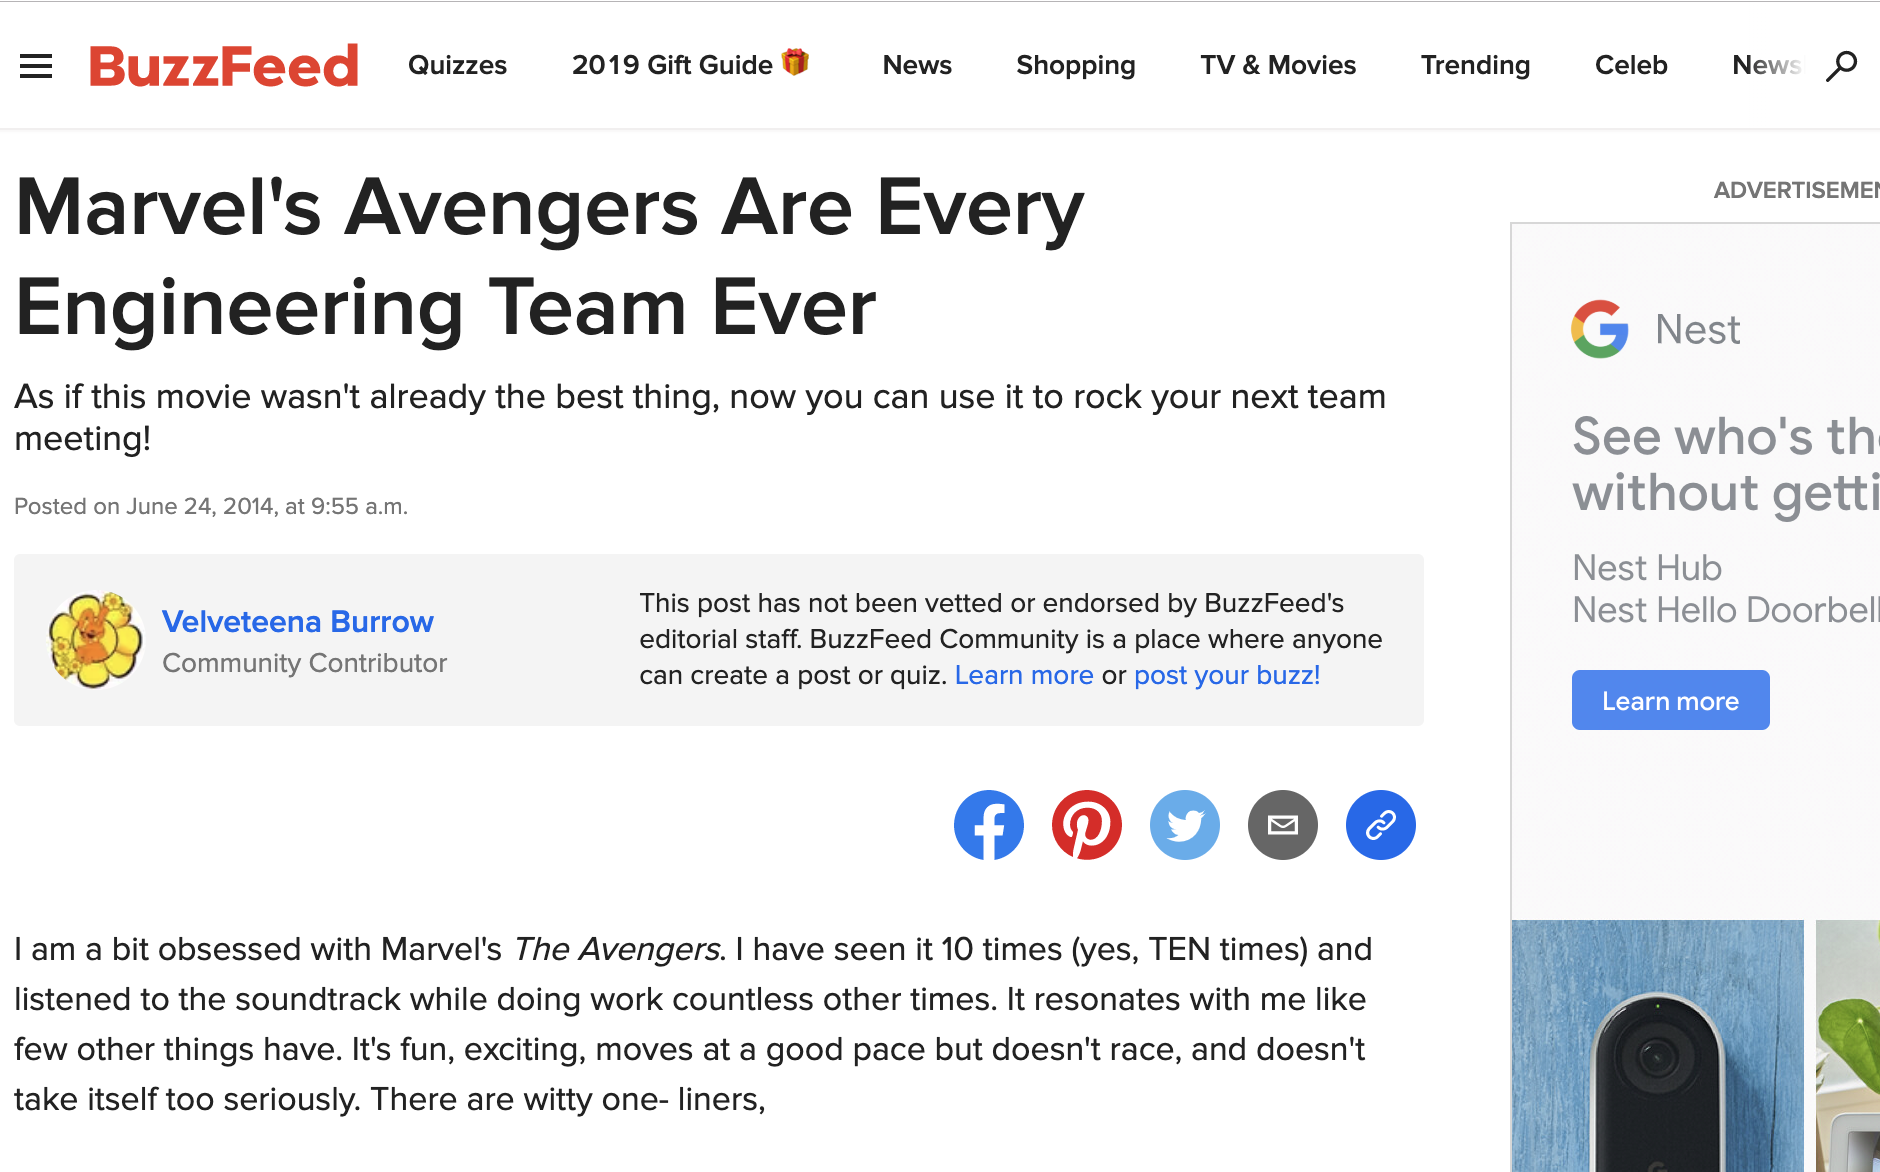 BuzzFeed Quizzes 2019 Gift Guide 🎁 News Shopping TV & Movies Trending Celeb News
Marvel's Avengers Are Every
Engineering Team Ever
As if this movie wasn't already the best thing, now you can use it to rock your next team
meeting!
Posted on June 24, 2014, at 9:55 a.m.
Velveteena Burrow
Community Contributor
This post has not been vetted or endorsed by BuzzFeed's
editorial staff. BuzzFeed Community is a place where anyone
can create a post or quiz. Learn more or post your buzz!
I am a bit obsessed with Marvel's The Avengers. I have seen it 10 times (yes, TEN times) and
listened to the soundtrack while doing work countless other times. It resonates with me like
few other things have. It's fun, exciting, moves at a good pace but doesn't race, and doesn't
take itself too seriously. There are witty one- liners,
ADVERTISEMEN
G Nest
See who's the
without getti
Nest Hub
Nest Hello Doorbell
Learn more